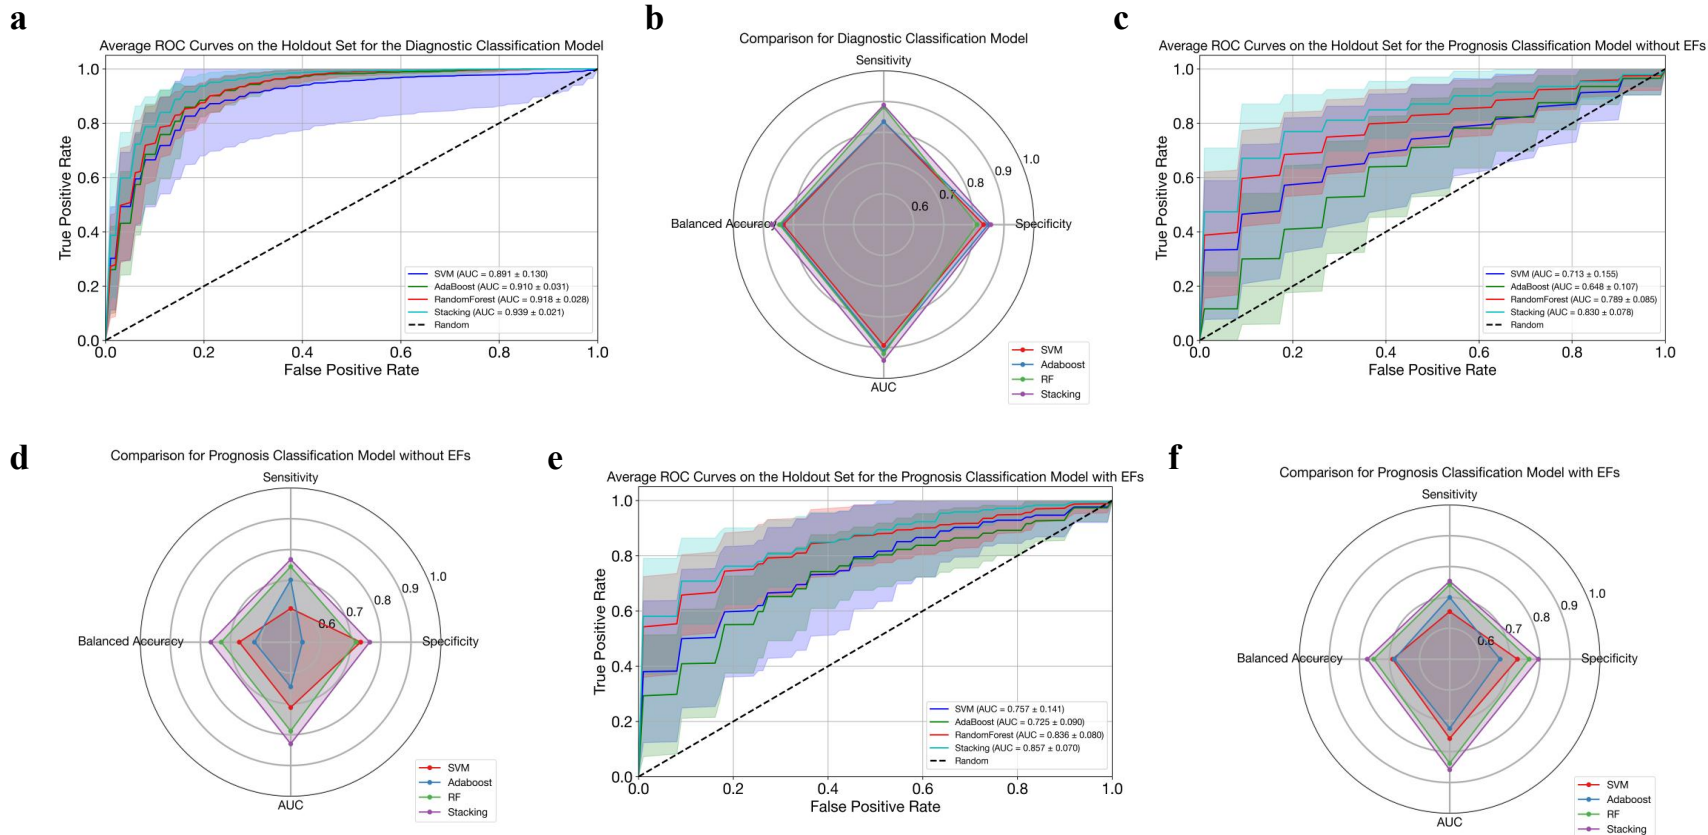 a
Average ROC Curves on the Holdout Set for the Diagnostic Classification Model
True Positive Rate
1.0
0.8
0.6
0.4
0.2
0.0
0.0 0.2 0.4 0.6 0.8 1.0
False Positive Rate
SVM (AUC = 0.891 ± 0.130)
AdaBoost (AUC = 0.910 ± 0.031)
RandomForest (AUC = 0.918 ± 0.028)
Stacking (AUC = 0.939 ± 0.021)
Random
b
Comparison for Diagnostic Classification Model
Sensitivity
Balanced Accuracy
Specificity
AUC
0.6
0.7
0.8
0.9
1.0
SVM
Adaboost
RF
Stacking
c
Average ROC Curves on the Holdout Set for the Prognosis Classification Model without EFs
True Positive Rate
1.0
0.8
0.6
0.4
0.2
0.0
0.0 0.2 0.4 0.6 0.8 1.0
False Positive Rate
SVM (AUC = 0.713 ± 0.155)
AdaBoost (AUC = 0.648 ± 0.107)
RandomForest (AUC = 0.789 ± 0.085)
Stacking (AUC = 0.830 ± 0.078)
Random
d
Comparison for Prognosis Classification Model without EFs
Sensitivity
Balanced Accuracy
Specificity
AUC
0.6
0.7
0.8
0.9
1.0
SVM
Adaboost
RF
Stacking
e
Average ROC Curves on the Holdout Set for the Prognosis Classification Model with EFs
True Positive Rate
1.0
0.8
0.6
0.4
0.2
0.0
0.0 0.2 0.4 0.6 0.8 1.0
False Positive Rate
SVM (AUC = 0.757 ± 0.141)
AdaBoost (AUC = 0.725 ± 0.090)
RandomForest (AUC = 0.836 ± 0.080)
Stacking (AUC = 0.857 ± 0.070)
Random
f
Comparison for Prognosis Classification Model with EFs
Sensitivity
Balanced Accuracy
Specificity
AUC
0.6
0.7
0.8
0.9
1.0
SVM
Adaboost
RF
Stacking